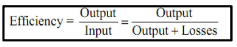 Efficiency = Output / Input = Output / Output + Losses